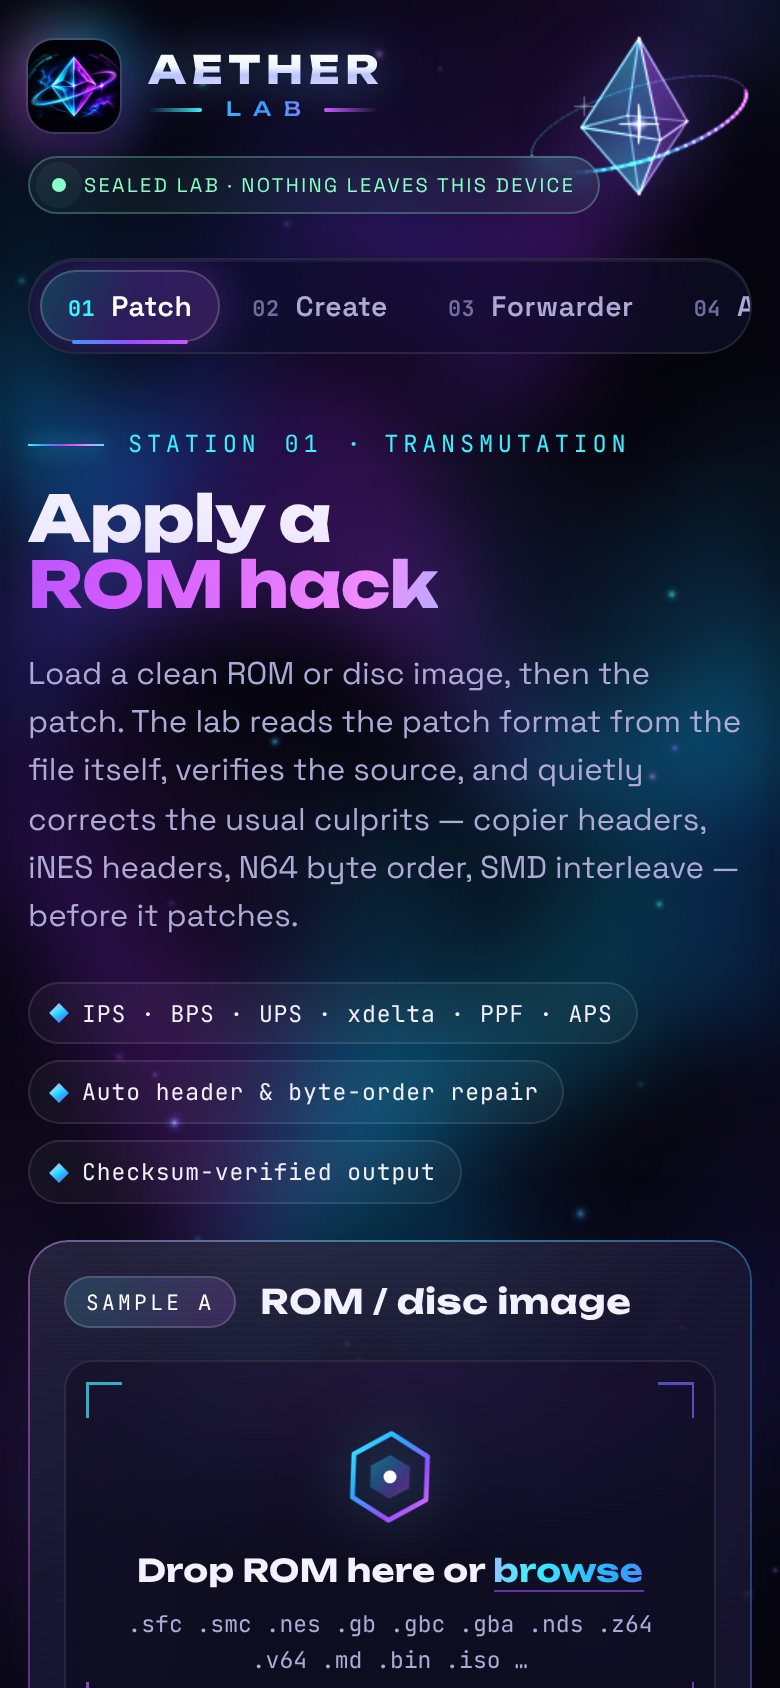 AETHER
LAB
SEALED LAB · NOTHING LEAVES THIS DEVICE
01 Patch 02 Create 03 Forwarder 04 A
STATION 01 · TRANSMUTATION
Apply a
ROM hack
Load a clean ROM or disc image, then the
patch. The lab reads the patch format from the
file itself, verifies the source, and quietly
corrects the usual culprits — copier headers,
iNES headers, N64 byte order, SMD interleave —
before it patches.
IPS · BPS · UPS · xdelta · PPF · APS
Auto header & byte-order repair
Checksum-verified output
SAMPLE A ROM / disc image
Drop ROM here or browse
.sfc .smc .nes .gb .gbc .gba .nds .z64
.v64 .md .bin .iso …